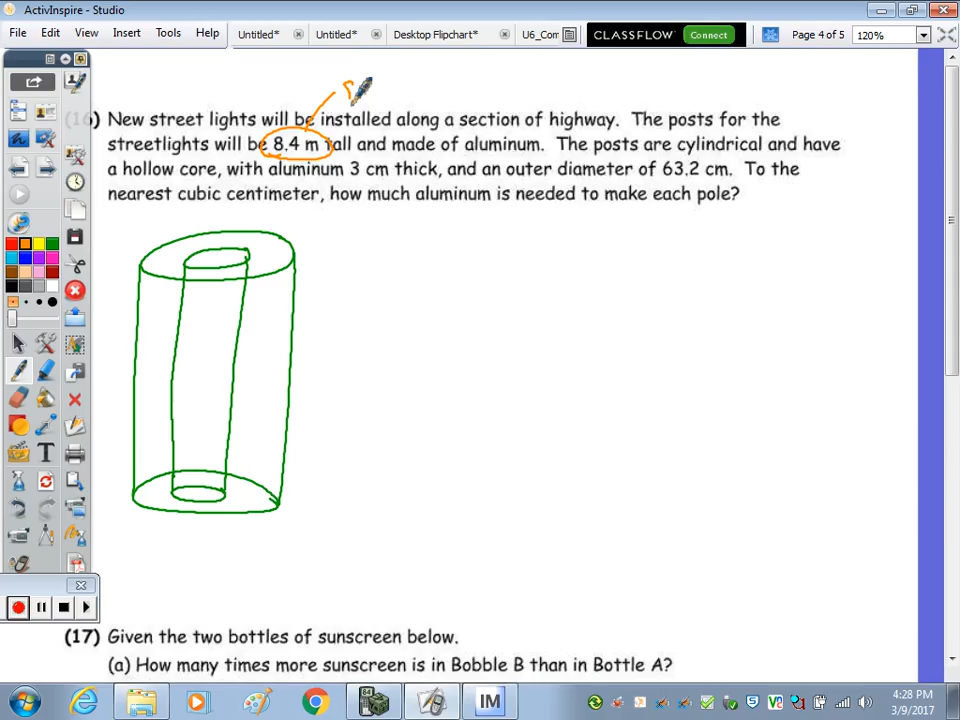 ActivInspire - Studio
File Edit View Insert Tools Help Untitled* Untitled* Desktop Flipchart* U6_Com CLASSFLOW Connect Page 4 of 5 120%
(16) New street lights will be installed along a section of highway. The posts for the
streetlights will be 8.4 m tall and made of aluminum. The posts are cylindrical and have
a hollow core, with aluminum 3 cm thick, and an outer diameter of 63.2 cm. To the
nearest cubic centimeter, how much aluminum is needed to make each pole?
(17) Given the two bottles of sunscreen below.
(a) How many times more sunscreen is in Bobble B than in Bottle A?
IM
4:28 PM
3/9/2017